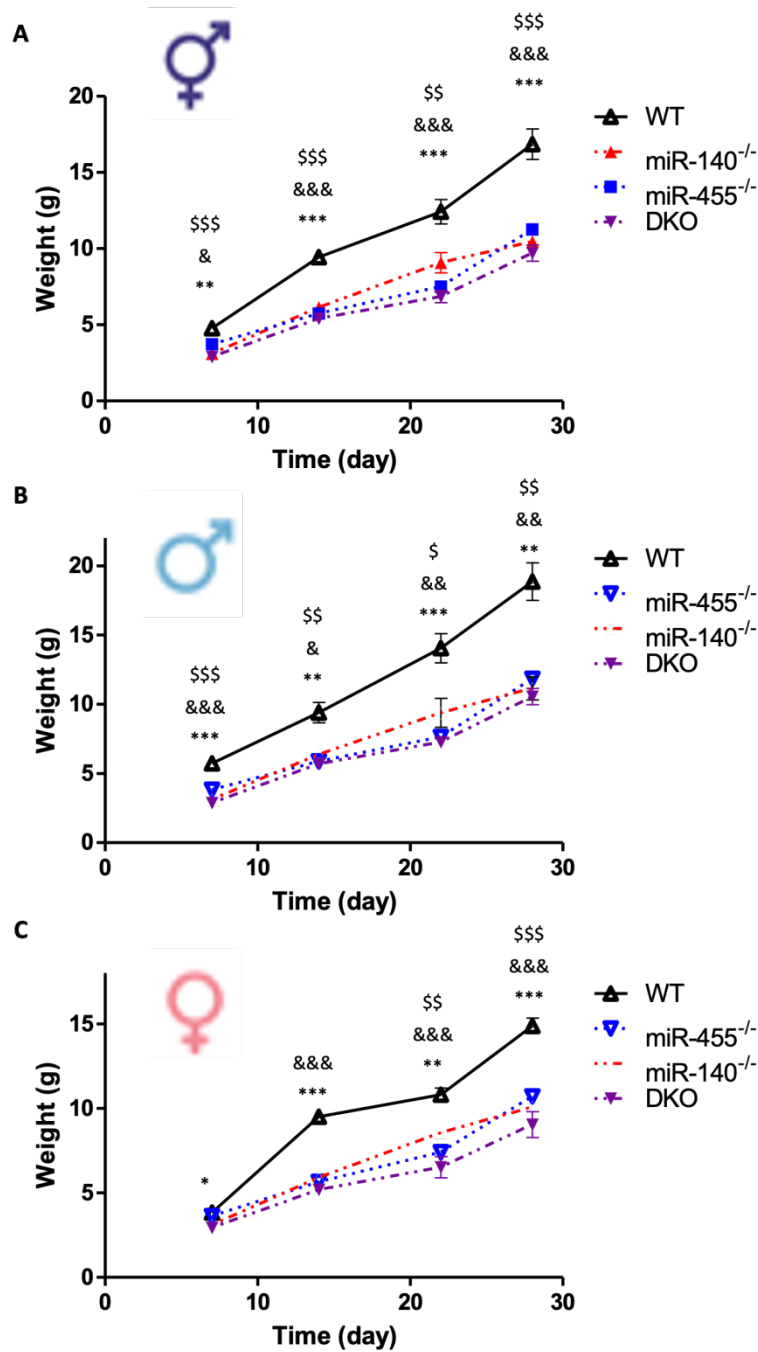 A
$$$
&&&
***
$$
&&&
***
$$$
&&&
***
$$$
&
**
20
15
10
5
0
Weight (g)
0
10
20
30
Time (day)
WT
miR-140-/-
miR-455-/-
DKO
B
$$
&&
**
$
&&
***
$$
&
**
$$$
&&&
***
20
15
10
5
0
Weight (g)
0
10
20
30
Time (day)
WT
miR-455-/-
miR-140-/-
DKO
C
$$$
&&&
***
$$
&&&
**
&&&
***
*
15
10
5
0
Weight (g)
0
10
20
30
Time (day)
WT
miR-455-/-
miR-140-/-
DKO